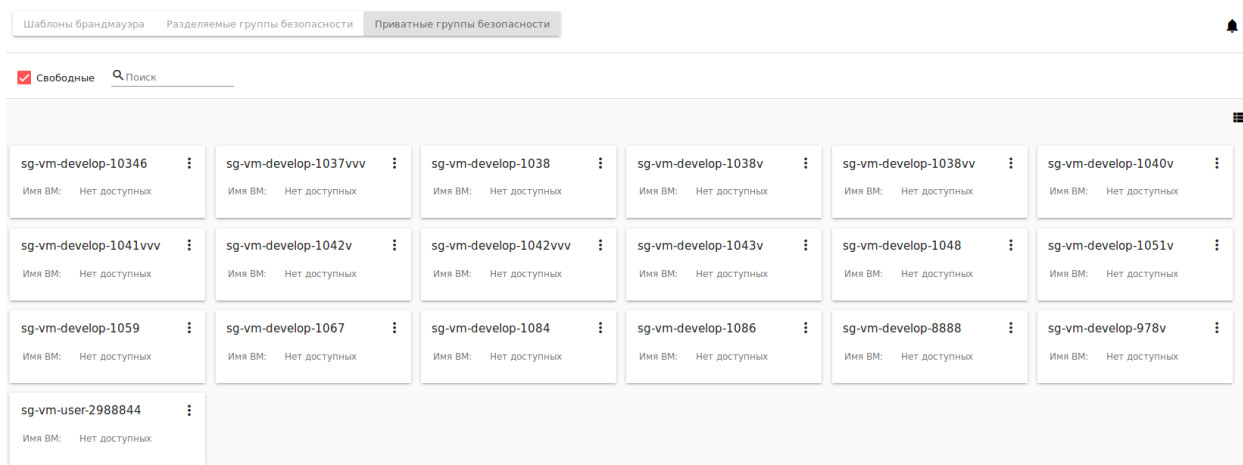 Шаблоны брандмауэра Разделяемые группы безопасности Приватные группы безопасности
Свободные Поиск
sg-vm-develop-10346 sg-vm-develop-1037vvv sg-vm-develop-1038 sg-vm-develop-1038v sg-vm-develop-1038vv sg-vm-develop-1040v
Имя ВМ: Нет доступных Имя ВМ: Нет доступных Имя ВМ: Нет доступных Имя ВМ: Нет доступных Имя ВМ: Нет доступных Имя ВМ: Нет доступных
sg-vm-develop-1041vvv sg-vm-develop-1042v sg-vm-develop-1042vvv sg-vm-develop-1043v sg-vm-develop-1048 sg-vm-develop-1051v
Имя ВМ: Нет доступных Имя ВМ: Нет доступных Имя ВМ: Нет доступных Имя ВМ: Нет доступных Имя ВМ: Нет доступных Имя ВМ: Нет доступных
sg-vm-develop-1059 sg-vm-develop-1067 sg-vm-develop-1084 sg-vm-develop-1086 sg-vm-develop-8888 sg-vm-develop-978v
Имя ВМ: Нет доступных Имя ВМ: Нет доступных Имя ВМ: Нет доступных Имя ВМ: Нет доступных Имя ВМ: Нет доступных Имя ВМ: Нет доступных
sg-vm-user-2988844
Имя ВМ: Нет доступных